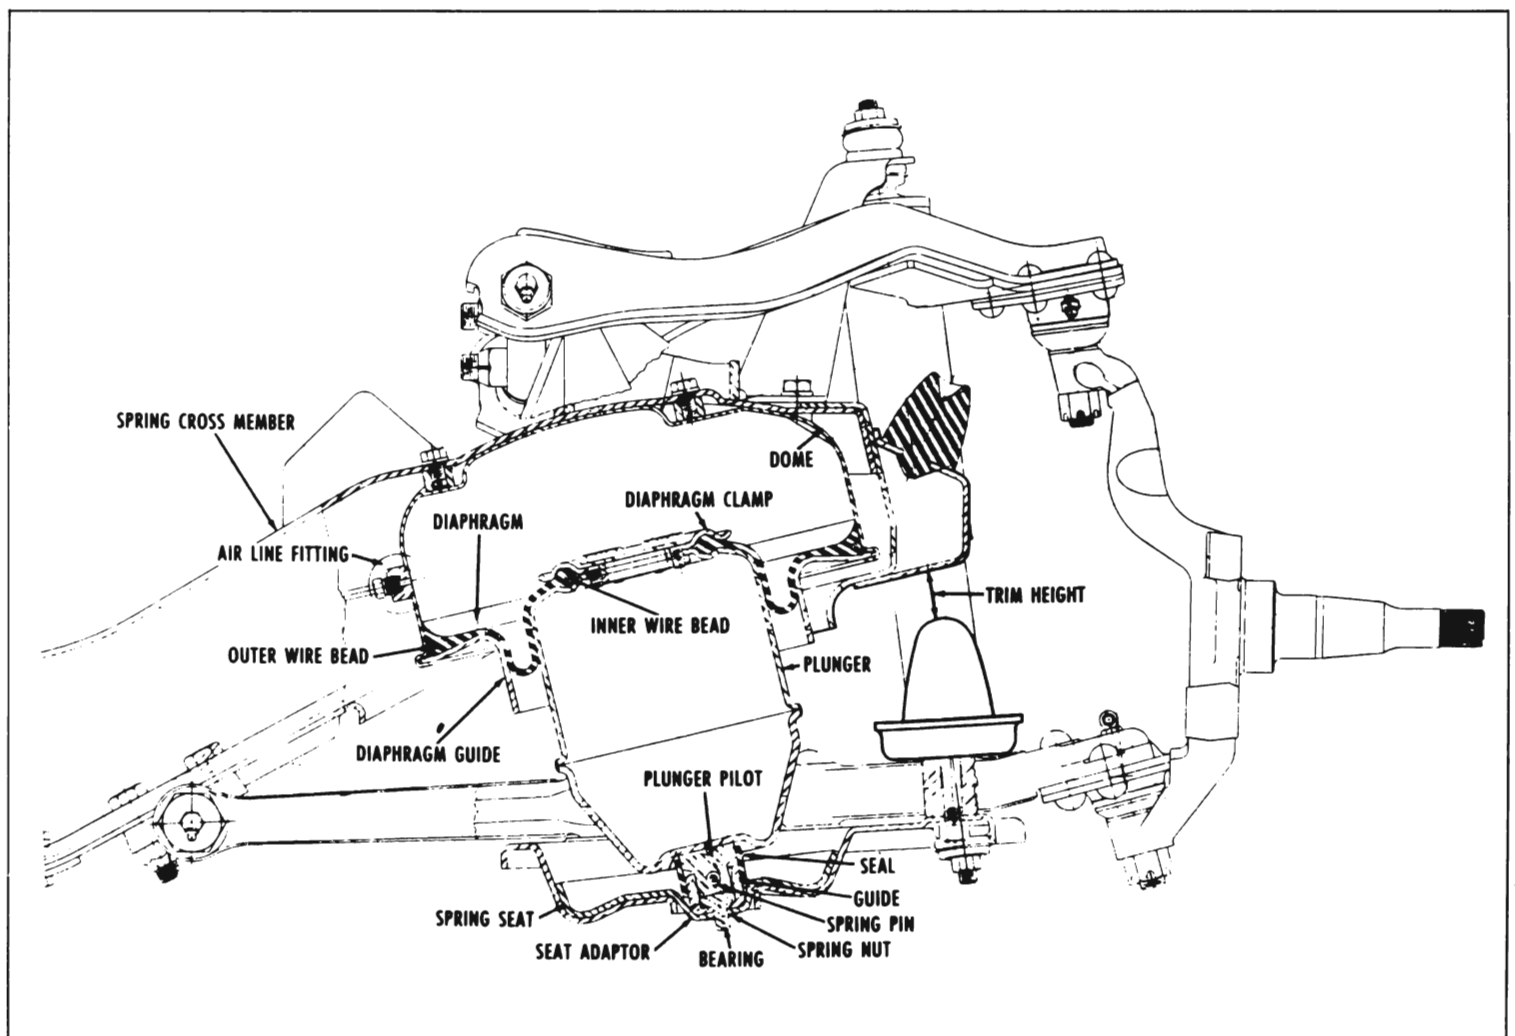 SPRING CROSS MEMBER
DOME
DIAPHRAGM CLAMP
DIAPHRAGM
AIR LINE FITTING
TRIM HEIGHT
INNER WIRE BEAD
OUTER WIRE BEAD
PLUNGER
DIAPHRAGM GUIDE
PLUNGER PILOT
SEAL
GUIDE
SPRING SEAT
SPRING PIN
SEAT ADAPTOR
SPRING NUT
BEARING